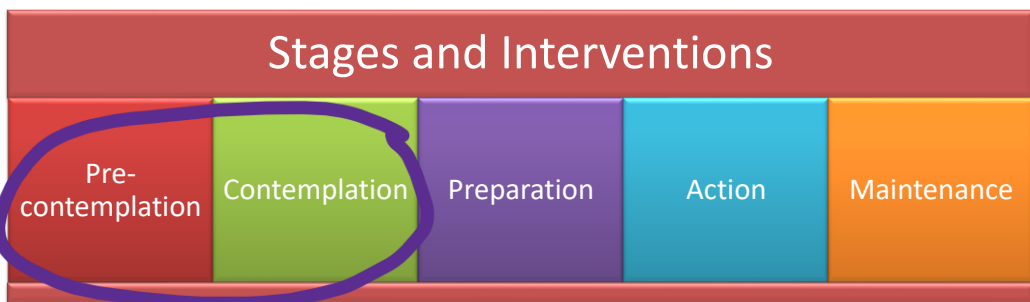 Stages and Interventions
Pre-
contemplation
Contemplation
Preparation
Action
Maintenance